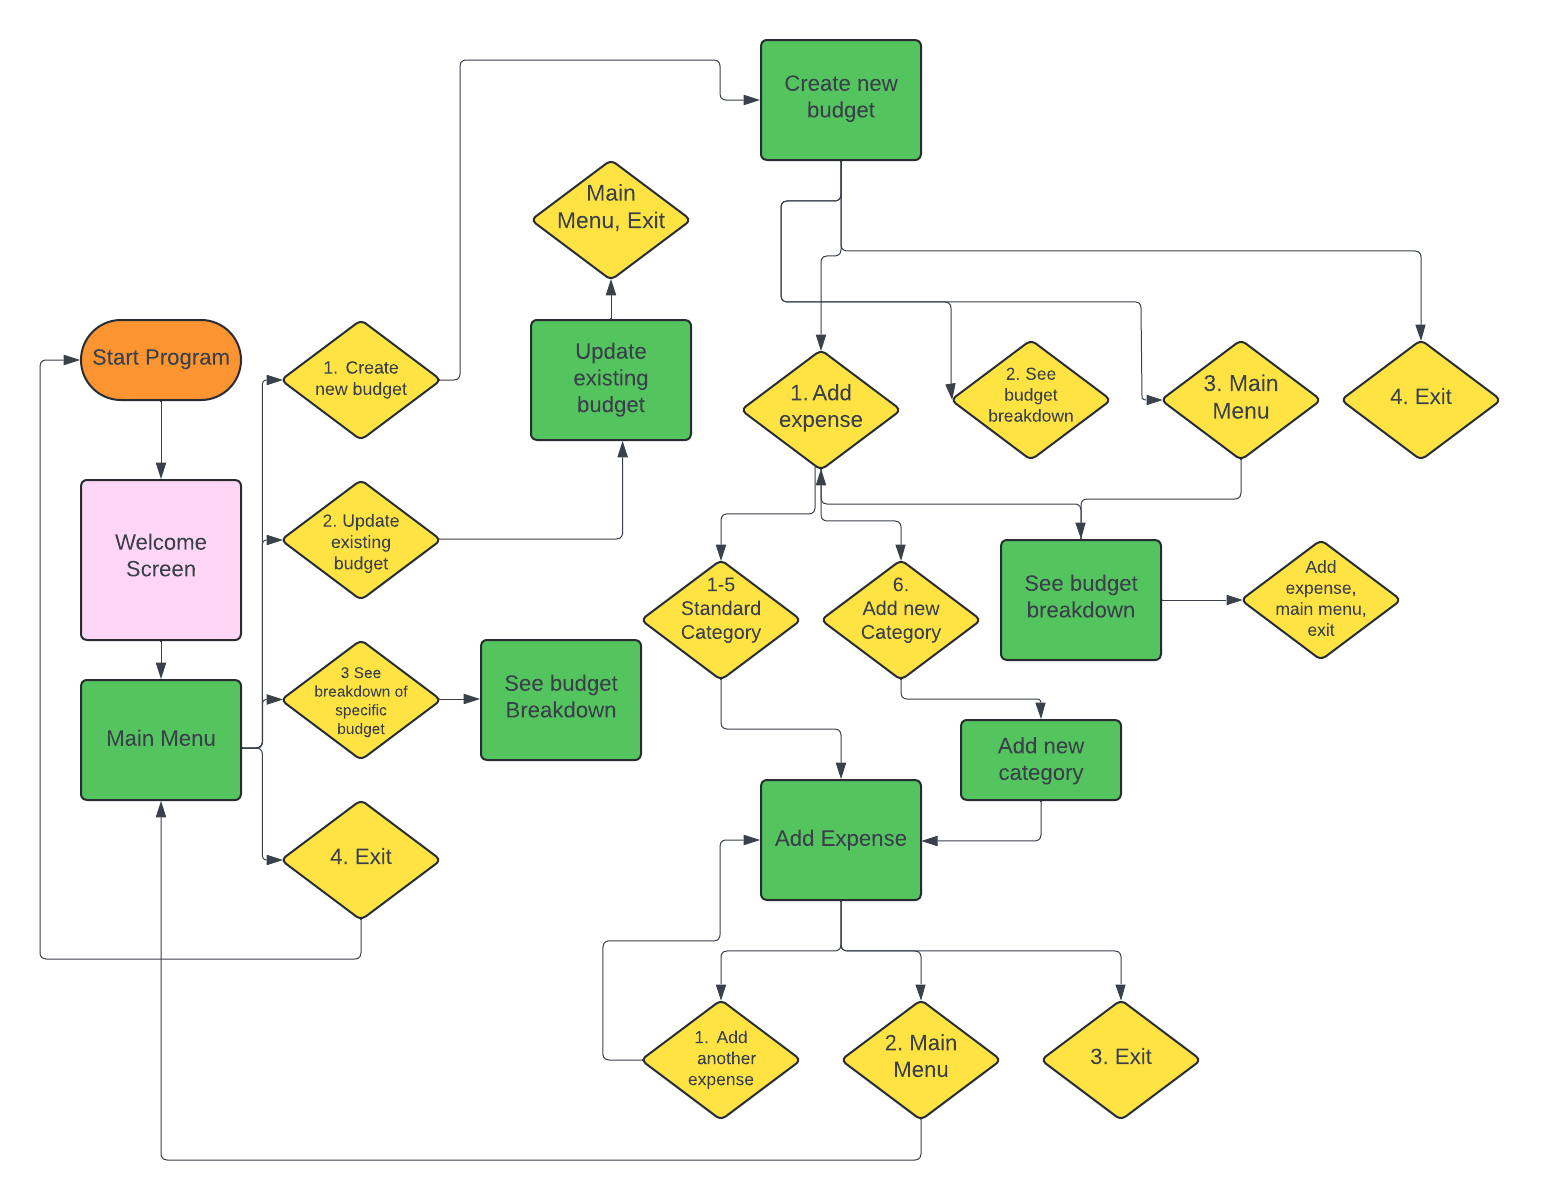 Create new
budget
Main
Menu, Exit
Start Program
1. Create
new budget
Update
existing
budget
1. Add
expense
2. See
budget
breakdown
3. Main
Menu
4. Exit
Welcome
Screen
2. Update
existing
budget
1-5
Standard
Category
6.
Add new
Category
See budget
breakdown
Add
expense,
main menu,
exit
Main Menu
3 See
breakdown of
specific
budget
See budget
Breakdown
Add new
category
4. Exit
Add Expense
1. Add
another
expense
2. Main
Menu
3. Exit